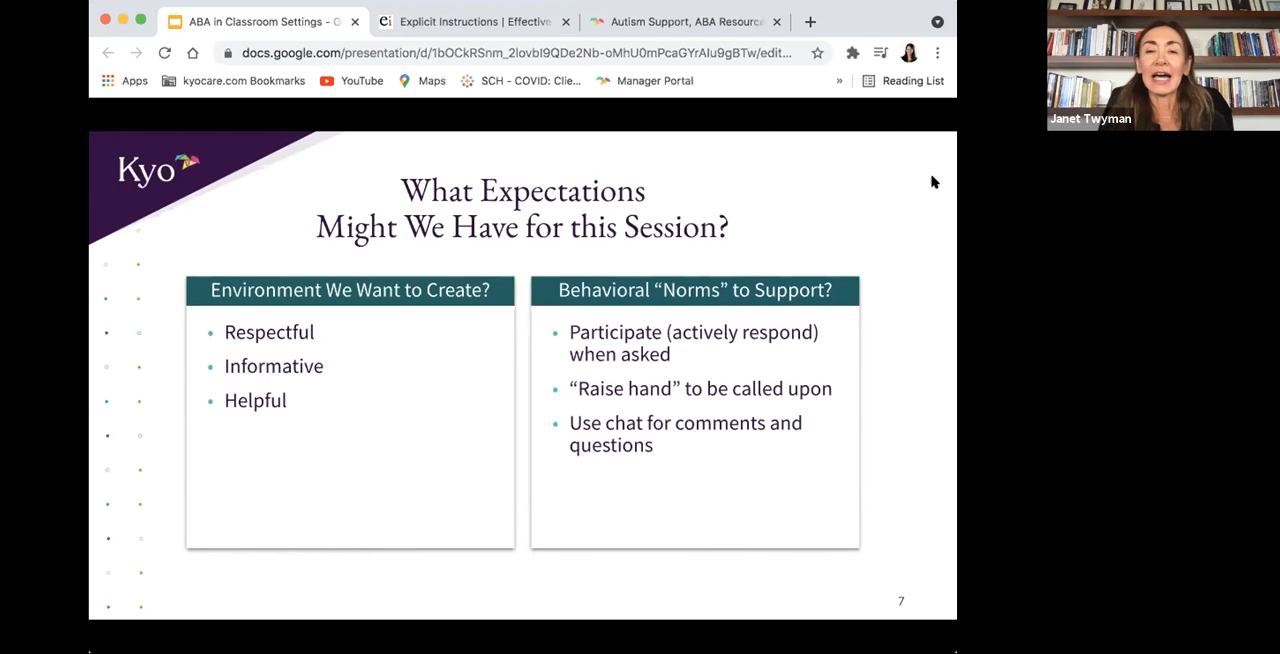 ABA in Classroom Settings - G
Explicit Instructions | Effective
Autism Support, ABA Resourc
docs.google.com/presentation/d/1bOCkRSnm_2lovbI9QDe2Nb-oMhU0mPcaGYrAlu9gBTw/edit...
Apps
kyocare.com Bookmarks
YouTube
Maps
SCH - COVID: Clie...
Manager Portal
»
Reading List
Janet Twyman
Kyo
What Expectations
Might We Have for this Session?
Environment We Want to Create?
• Respectful
• Informative
• Helpful
Behavioral “Norms” to Support?
• Participate (actively respond)
when asked
• “Raise hand” to be called upon
• Use chat for comments and
questions
7